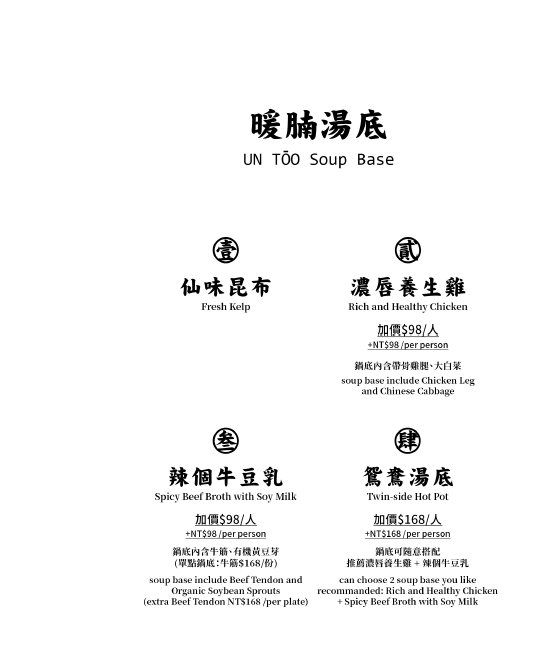 暖腩湯底
UN TŌO Soup Base
壹
仙味昆布
Fresh Kelp
貳
濃唇養生雞
Rich and Healthy Chicken
加價$98/人
+NT$98 /per person
鍋底內含帶骨雞腿、大白菜
soup base include Chicken Leg
and Chinese Cabbage
叁
辣個牛豆乳
Spicy Beef Broth with Soy Milk
加價$98/人
+NT$98 /per person
鍋底內含牛筋、有機黃豆芽
(單點鍋底:牛筋$168/份)
soup base include Beef Tendon and
Organic Soybean Sprouts
(extra Beef Tendon NT$168 /per plate)
肆
鴛鴦湯底
Twin-side Hot Pot
加價$168/人
+NT$168 /per person
鍋底可隨意搭配
推薦濃唇養生雞 + 辣個牛豆乳
can choose 2 soup base you like
recommanded: Rich and Healthy Chicken
+ Spicy Beef Broth with Soy Milk